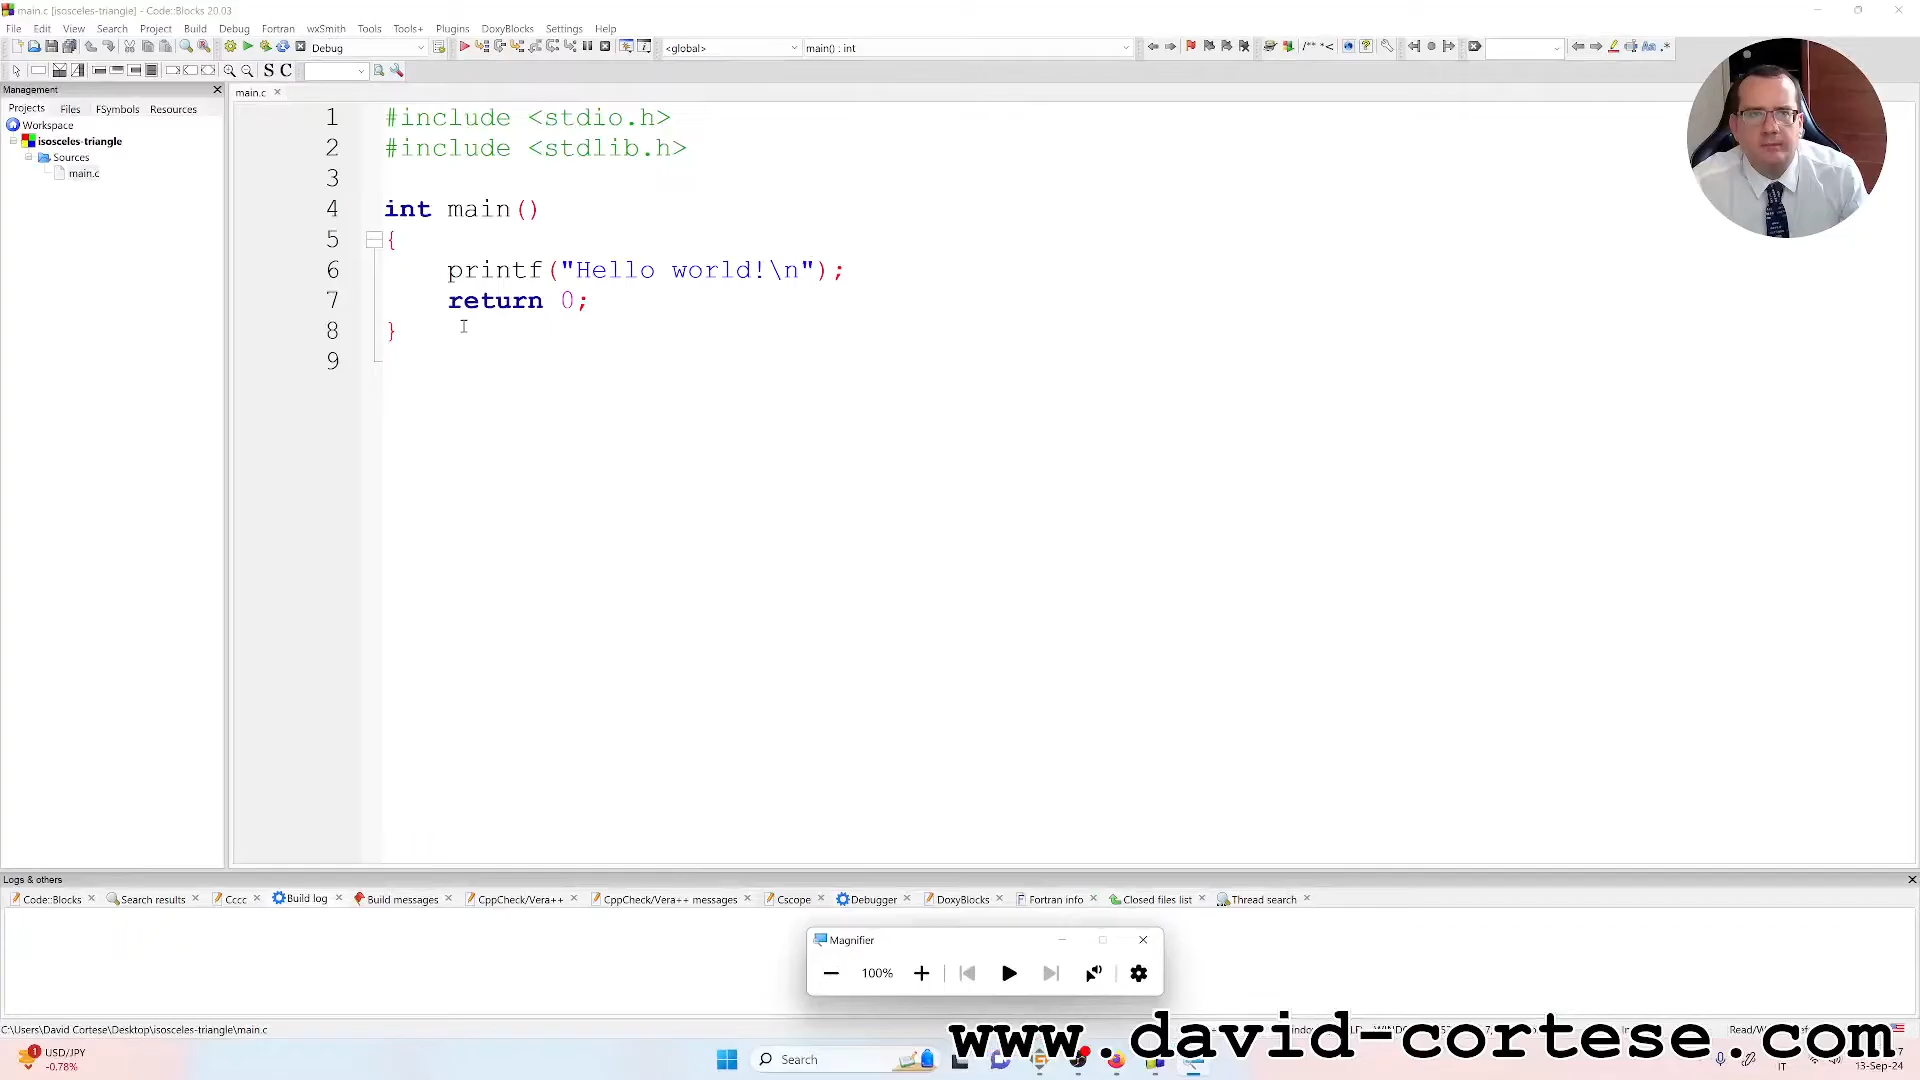 main.c [isosceles-triangle] - Code::Blocks 20.03
File Edit View Search Project Build Debug Fortran wxSmith Tools Tools+ Plugins DoxyBlocks Settings Help
Debug <global> main() : int
S C
Management
Projects Files FSymbols Resources
Workspace
isosceles-triangle
Sources
main.c
main.c
1 #include <stdio.h>
2 #include <stdlib.h>
3
4 int main()
5 {
6 printf("Hello world!\n");
7 return 0;
8 }
9
Logs & others
Code::Blocks Search results Cccc Build log Build messages CppCheck/Vera++ CppCheck/Vera++ messages Cscope Debugger DoxyBlocks Fortran info Closed files list Thread search
Magnifier
100%
C:\Users\David Cortese\Desktop\isosceles-triangle\main.c
www.david-cortese.com
USD/JPY
-0.78%
1
Search
IT
13-Sep-24